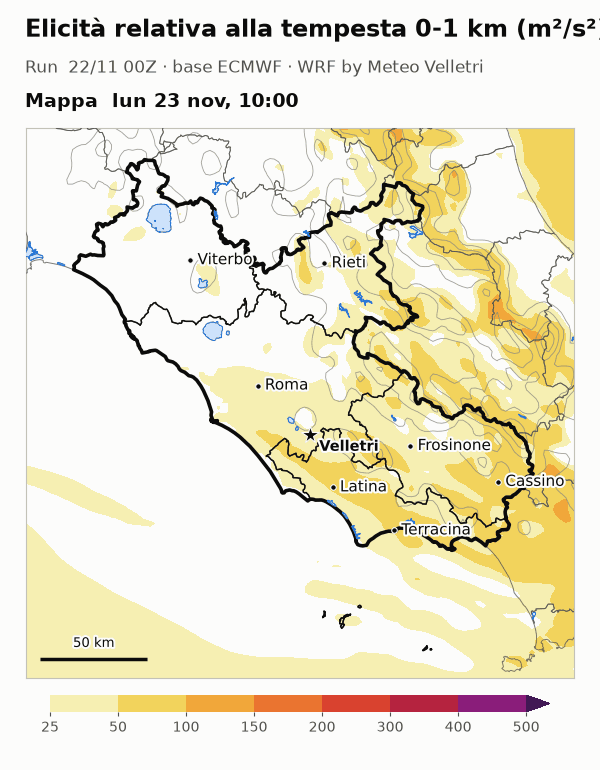 Elicità relativa alla tempesta 0-1 km (m²/s²)
Run 22/11 00Z · base ECMWF · WRF by Meteo Velletri
Mappa lun 23 nov, 10:00
Viterbo
Rieti
Roma
Velletri
Frosinone
Latina
Cassino
Terracina
50 km
25 50 100 150 200 300 400 500